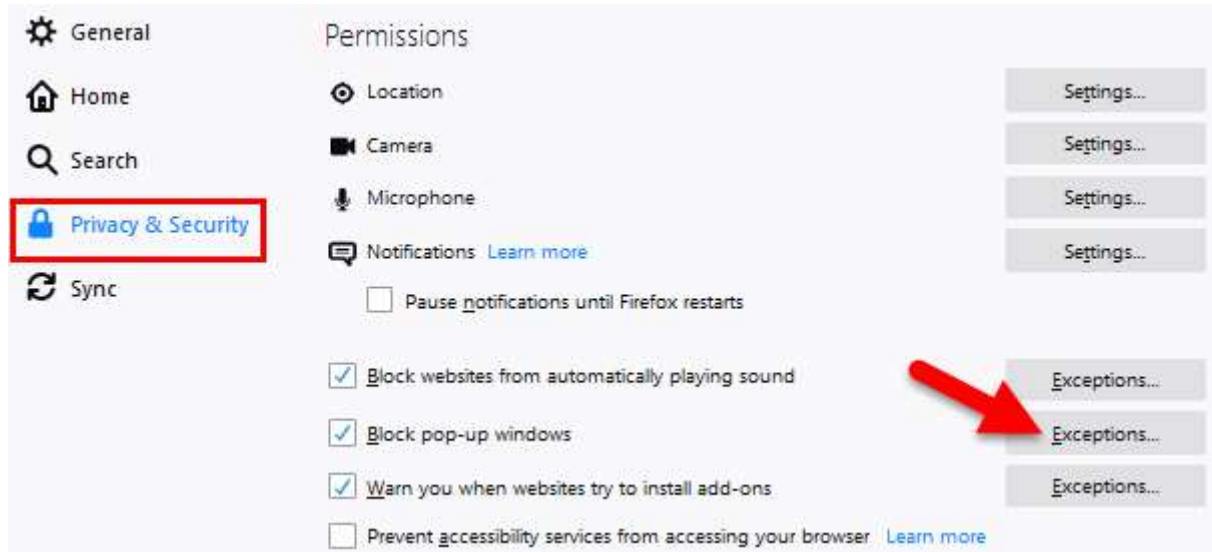 General
Home
Search
Privacy & Security
Sync
Permissions
Location Settings...
Camera Settings...
Microphone Settings...
Notifications Learn more Settings...
Pause notifications until Firefox restarts
Block websites from automatically playing sound Exceptions...
Block pop-up windows Exceptions...
Warn you when websites try to install add-ons Exceptions...
Prevent accessibility services from accessing your browser Learn more